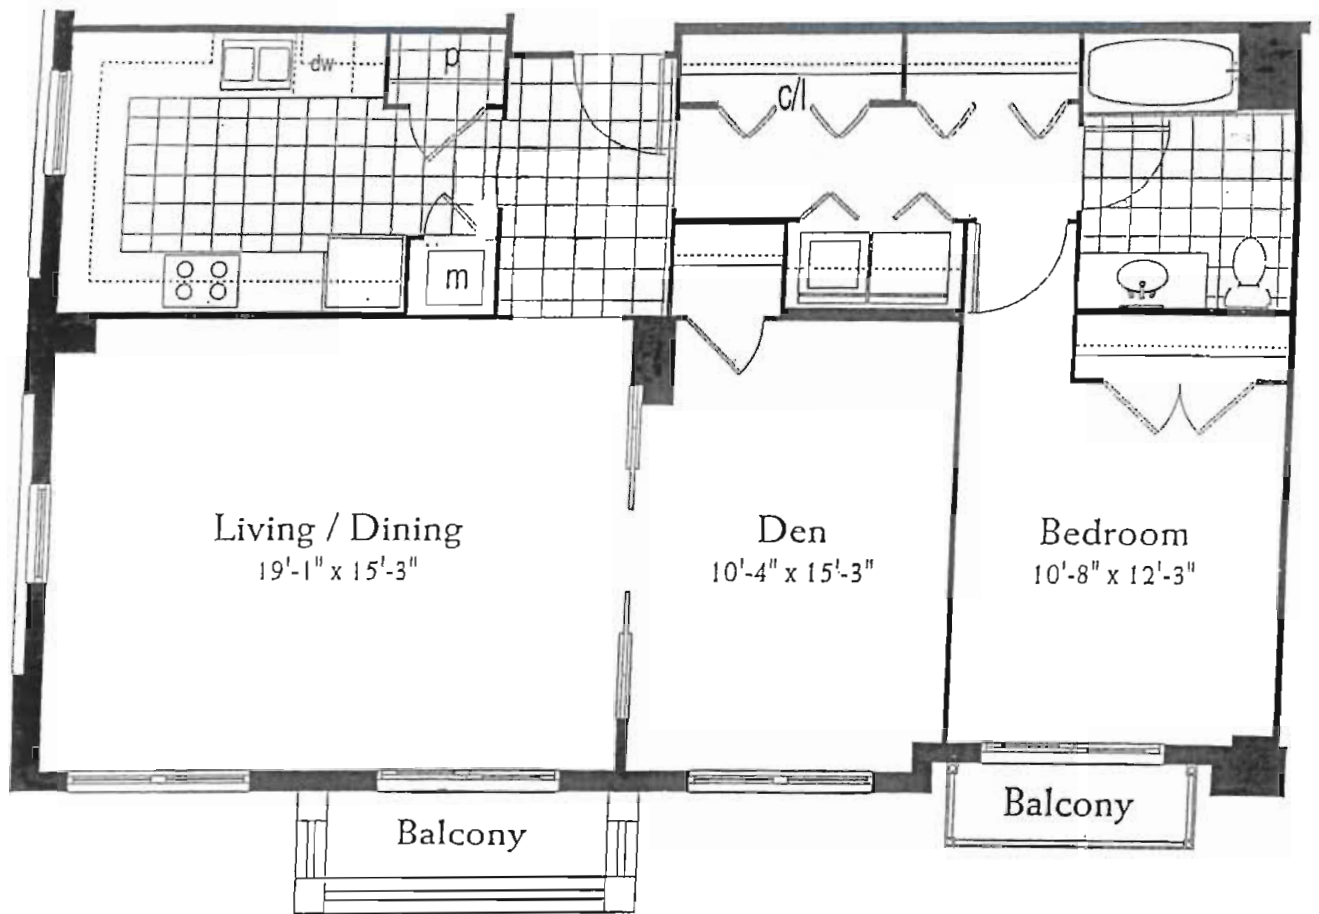 p
dw
c/l
m
Living / Dining
19'-1" x 15'-3"
Den
10'-4" x 15'-3"
Bedroom
10'-8" x 12'-3"
Balcony
Balcony